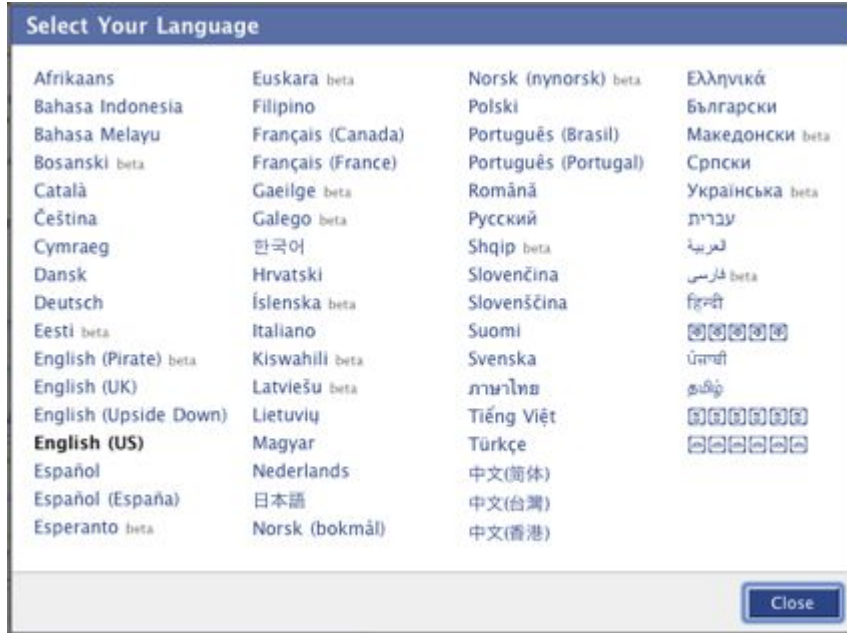 Select Your Language
Afrikaans
Bahasa Indonesia
Bahasa Melayu
Bosanski beta
Català
Čeština
Cymraeg
Dansk
Deutsch
Eesti beta
English (Pirate) beta
English (UK)
English (Upside Down)
English (US)
Español
Español (España)
Esperanto beta
Euskara beta
Filipino
Français (Canada)
Français (France)
Gaeilge beta
Galego beta
한국어
Hrvatski
Íslenska beta
Italiano
Kiswahili beta
Latviešu beta
Lietuvių
Magyar
Nederlands
日本語
Norsk (bokmål)
Norsk (nynorsk) beta
Polski
Português (Brasil)
Português (Portugal)
Română
Русский
Shqip beta
Slovenčina
Slovenščina
Suomi
Svenska
ภาษาไทย
Tiếng Việt
Türkçe
中文(简体)
中文(台灣)
中文(香港)
Ελληνικά
Български
Македонски beta
Српски
Українська beta
עברית
العربية
فارسی beta
हिन्दी
ਪੰਜਾਬੀ
தமிழ்
Close